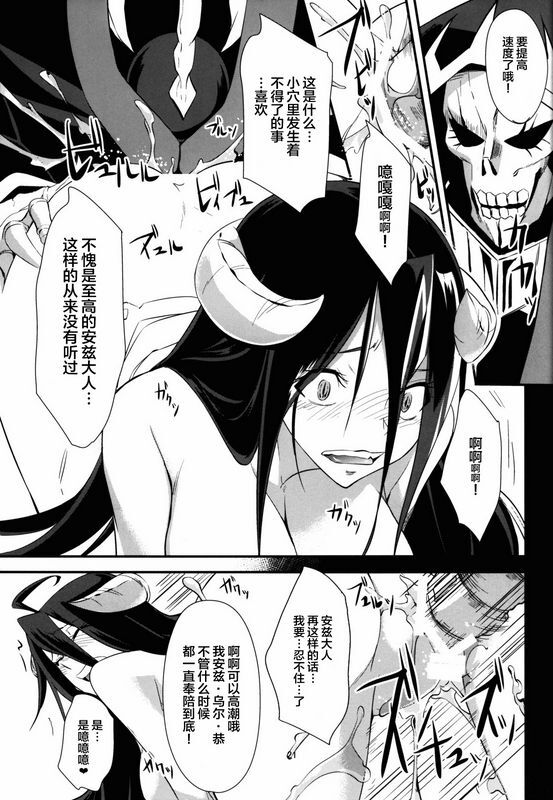 要提高
速度了哦！
这是什么…
小穴里发生着
不得了的事
…喜欢
噫嘎嘎
啊啊！
不愧是至高的安兹大人…
这样的从来没有听过
啊啊
啊啊！
安兹大人
再这样的话…
我要…忍不住…了
啊啊可以高潮哦
我安兹·乌尔·恭
不管什么时候
都一直奉陪到底！
是…
是噫噫噫
♥